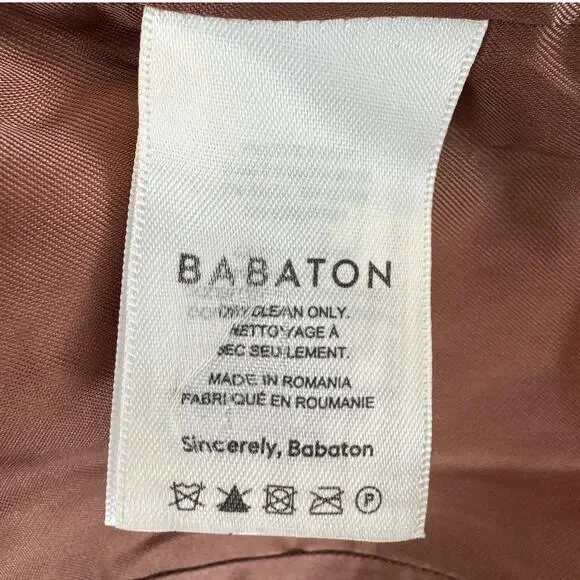 BABATON
DRY CLEAN ONLY.
NETTOYAGE À
SEC SEULEMENT.
MADE IN ROMANIA
FABRIQUÉ EN ROUMANIE
Sincerely, Babaton
P